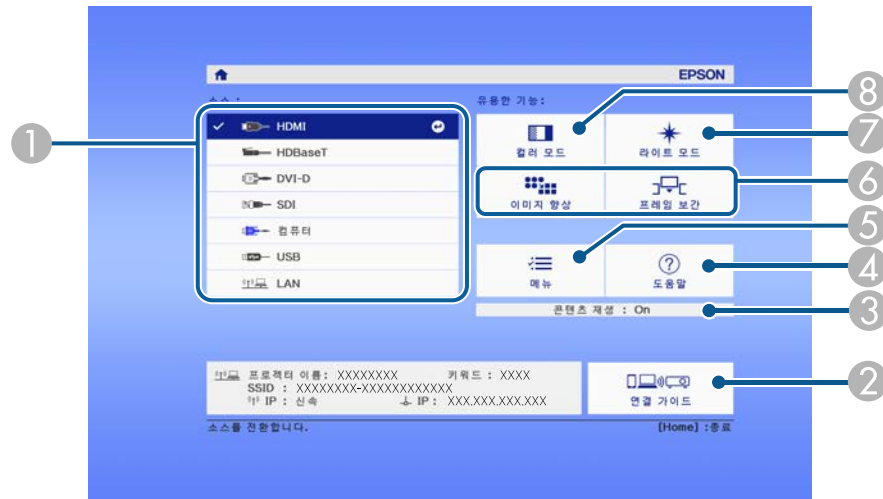 EPSON
소스 :
유용한 기능:
HDMI
HDBaseT
DVI-D
SDI
컴퓨터
USB
LAN
컬러 모드
라이트 모드
이미지 향상
프레임 보간
메뉴
도움말
콘텐츠 재생 : On
프로젝터 이름: XXXXXXXX 키워드 : XXXX
SSID : XXXXXXXX-XXXXXXXXXXXX
IP : 신속 IP : XXX.XXX.XXX.XXX
연결 가이드
소스를 전환합니다. [Home] :종료
1
8
7
6
5
4
3
2